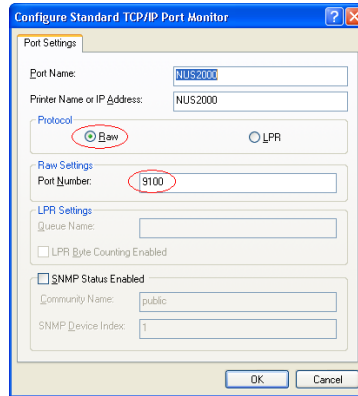 Configure Standard TCP/IP Port Monitor
Port Settings
Port Name: NUS2000
Printer Name or IP Address: NUS2000
Protocol
Raw LPR
Raw Settings
Port Number: 9100
LPR Settings
Queue Name:
LPR Byte Counting Enabled
SNMP Status Enabled
Community Name: public
SNMP Device Index: 1
OK Cancel